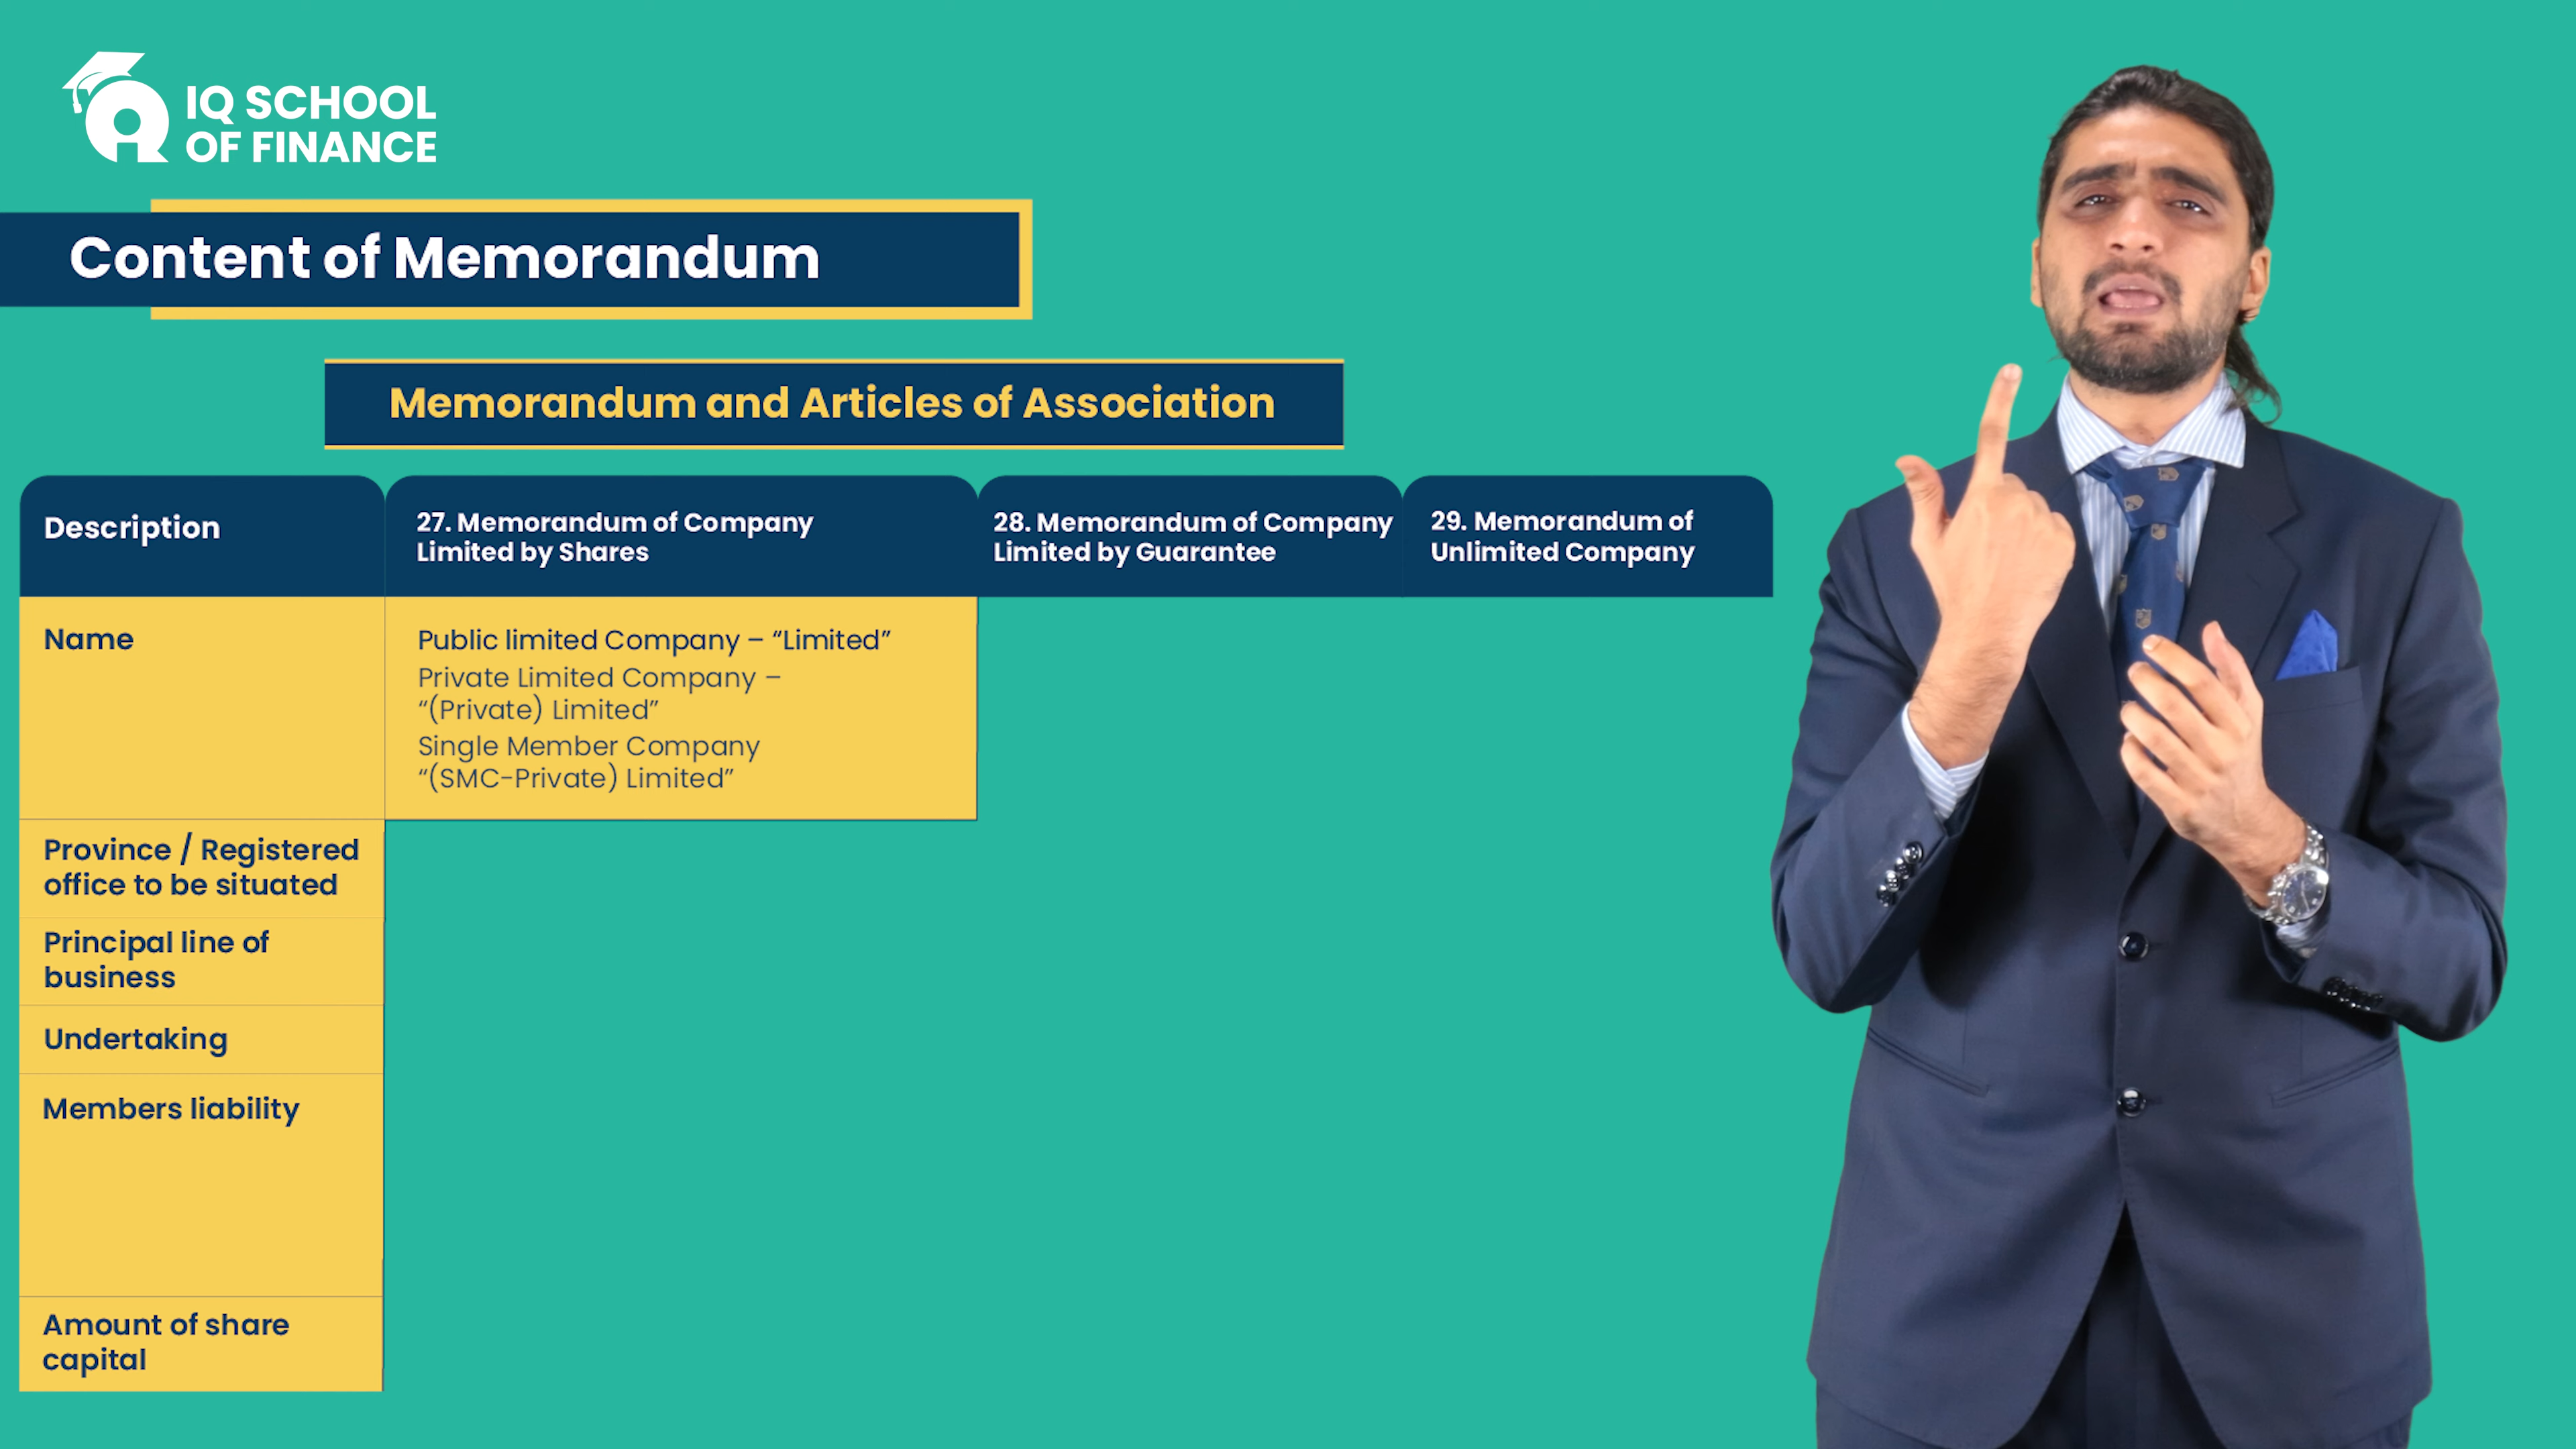 IQ SCHOOL
OF FINANCE
Content of Memorandum
Memorandum and Articles of Association
Description
27. Memorandum of Company
Limited by Shares
28. Memorandum of Company
Limited by Guarantee
29. Memorandum of
Unlimited Company
Name
Public limited Company – “Limited”
Private Limited Company –
“(Private) Limited”
Single Member Company
“(SMC-Private) Limited”
Province / Registered
office to be situated
Principal line of
business
Undertaking
Members liability
Amount of share
capital